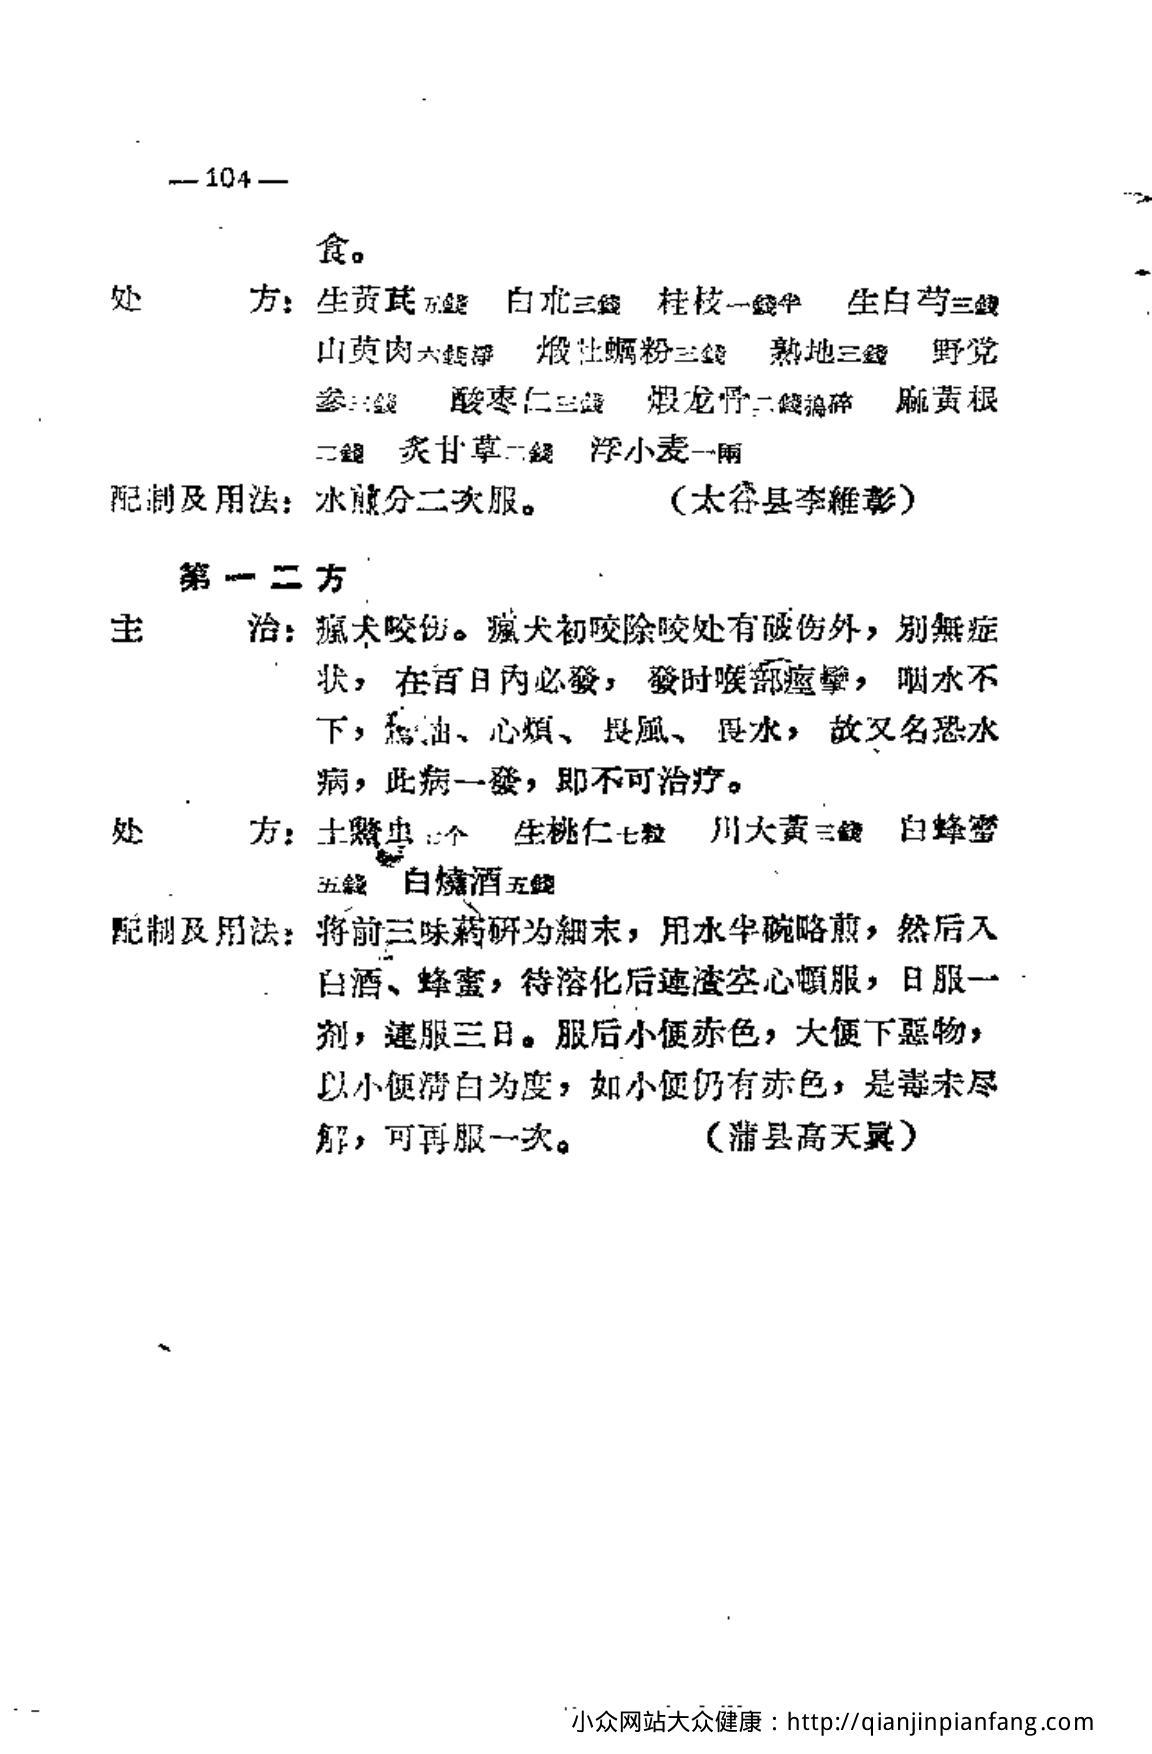 —104—
食。
处　　方：生黄芪五錢　白朮三錢　桂枝一錢半　生白芍三錢
山萸肉六錢淨　煅牡蠣粉三錢　熟地三錢　野党
參三錢　酸枣仁三錢　煅龙骨六錢搗碎　麻黄根
二錢　炙甘草二錢　浮小麦一兩
配制及用法：水煎分二次服。　（太谷县李維彰）
第一二方
主　　治：瘋犬咬伤。瘋犬初咬除咬处有破伤外，別無症
状，在百日內必發，發时喉部痙攣，咽水不
下，心煩、畏風、畏水，故又名恐水
病，此病一發，即不可治疗。
处　　方：土鱉虫七个　生桃仁七粒　川大黄三錢　白蜂蜜
五錢　白燒酒五錢
配制及用法：将前三味葯研为細末，用水半碗略煎，然后入
白酒、蜂蜜，待溶化后連渣空心頓服，日服一
剂，連服三日。服后小便赤色，大便下惡物，
以小便清白为度，如小便仍有赤色，是毒未尽
解，可再服一次。　（蒲县高天翼）
小众网站大众健康：http://qianjinpianfang.com